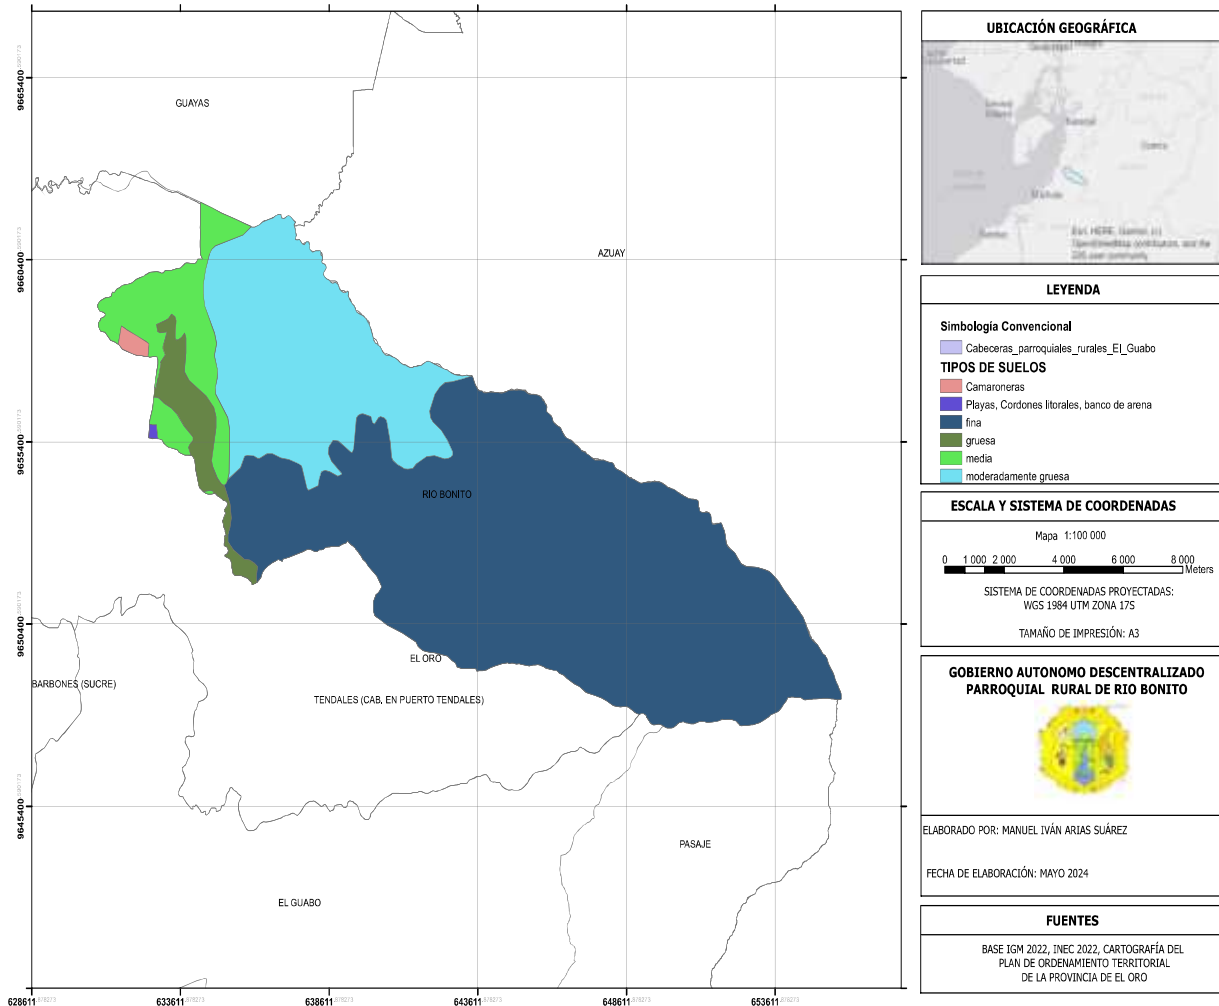 GUAYAS
AZUAY
RIO BONITO
EL ORO
BARBONES (SUCRE)
TENDALES (CAB. EN PUERTO TENDALES)
PASAJE
EL GUABO
9665400
9660400
9655400
9650400
9645400
628611
633611
638611
643611
648611
653611
UBICACIÓN GEOGRÁFICA
LEYENDA
Simbología Convencional
Cabeceras_parroquiales_rurales_El_Guabo
TIPOS DE SUELOS
Camaroneras
Playas, Cordones litorales, banco de arena
fina
gruesa
media
moderadamente gruesa
ESCALA Y SISTEMA DE COORDENADAS
Mapa 1:100 000
0 1 000 2 000 4 000 6 000 8 000
Meters
SISTEMA DE COORDENADAS PROYECTADAS:
WGS 1984 UTM ZONA 17S
TAMAÑO DE IMPRESIÓN: A3
GOBIERNO AUTONOMO DESCENTRALIZADO
PARROQUIAL RURAL DE RIO BONITO
ELABORADO POR: MANUEL IVÁN ARIAS SUÁREZ
FECHA DE ELABORACIÓN: MAYO 2024
FUENTES
BASE IGM 2022, INEC 2022, CARTOGRAFÍA DEL
PLAN DE ORDENAMIENTO TERRITORIAL
DE LA PROVINCIA DE EL ORO